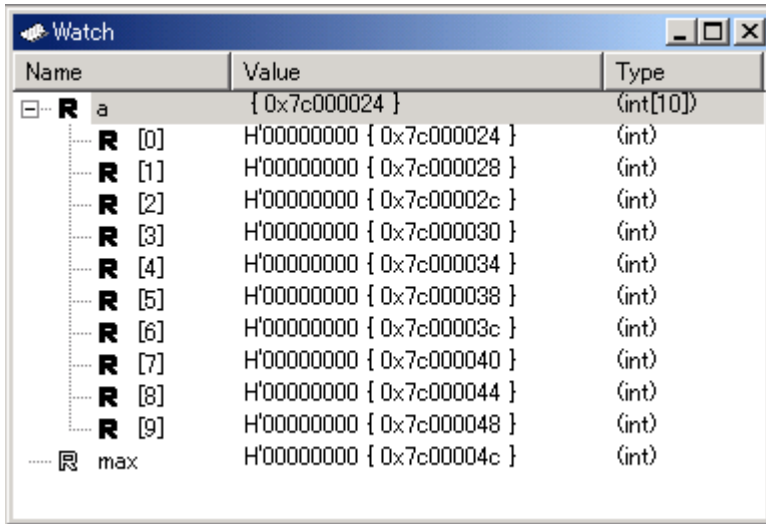 Watch
Name Value Type
R a { 0x7c000024 } (int[10])
R [0] H'00000000 { 0x7c000024 } (int)
R [1] H'00000000 { 0x7c000028 } (int)
R [2] H'00000000 { 0x7c00002c } (int)
R [3] H'00000000 { 0x7c000030 } (int)
R [4] H'00000000 { 0x7c000034 } (int)
R [5] H'00000000 { 0x7c000038 } (int)
R [6] H'00000000 { 0x7c00003c } (int)
R [7] H'00000000 { 0x7c000040 } (int)
R [8] H'00000000 { 0x7c000044 } (int)
R [9] H'00000000 { 0x7c000048 } (int)
R max H'00000000 { 0x7c00004c } (int)